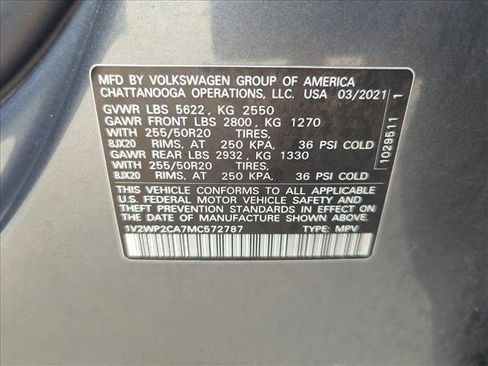 MFD BY VOLKSWAGEN GROUP OF AMERICA
CHATTANOOGA OPERATIONS, LLC. USA 03/2021
GVWR LBS 5622, KG 2550
GAWR FRONT LBS 2800, KG 1270
WITH 255/50R20 TIRES,
8JX20 RIMS, AT 250 KPA, 36 PSI COLD
GAWR REAR LBS 2932, KG 1330
WITH 255/50R20 TIRES,
8JX20 RIMS, AT 250 KPA, 36 PSI COLD
THIS VEHICLE CONFORMS TO ALL APPLICABLE
U.S. FEDERAL MOTOR VEHICLE SAFETY AND
THEFT PREVENTION STANDARDS IN EFFECT ON
THE DATE OF MANUFACTURE SHOWN ABOVE.
1V2WP2CA7MC572787 TYPE: MPV
1029511 1